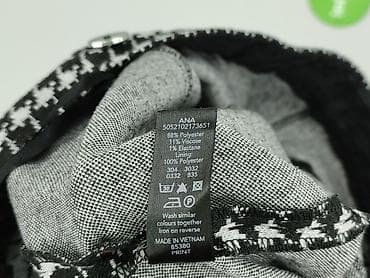 ANA
5052102173651
88% Polyester
11% Viscose
1% Elastane
Lining:
100% Polyester
304 3032
0332 835
Wash similar
colours together
Iron on reverse
MADE IN VIETNAM
85380
PRINT